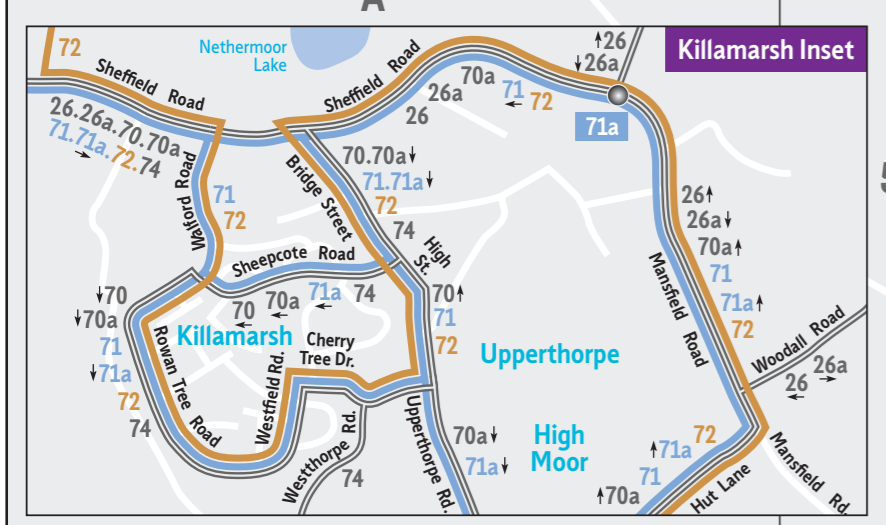 A
Killamarsh Inset
72
Sheffield Road
Nethermoor
Lake
Sheffield Road
↑26
↓26a
26
26a
70a
71
←
72
71a
26.26a.70.70a
71.71a.72.74
→
Walford Road
71
72
Bridge Street
70.70a↓
71.71a↓
72
74
High
St.
Sheepcote Road
70
←
70a
←
71a
←
74
70↑
71
72
26↑
26a↓
70a↑
71
71a↑
72
Mansfield Road
Woodall Road
26
←
26a
→
↓70
↓70a
71
↓71a
72
74
Killamarsh
Rowan Tree Road
Westfield Rd.
Cherry
Tree Dr.
Upperthorpe
Westthorpe Rd.
74
Upperthorpe Rd.
70a↓
71a↓
High
Moor
72
↑71a
71
↑70a
Hut Lane
Mansfield Rd.